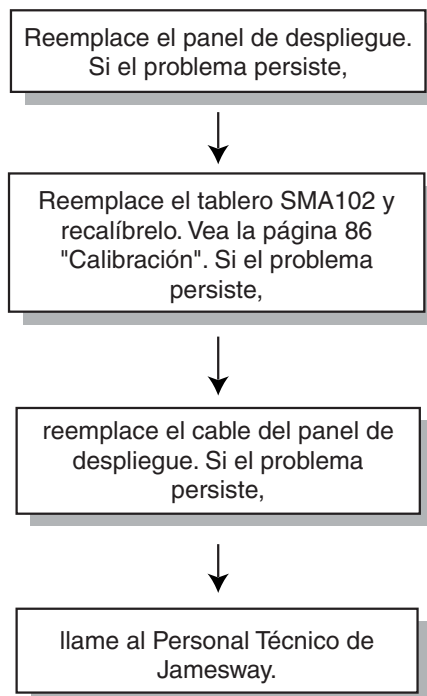 Reemplace el panel de despliegue.
Si el problema persiste,
Reemplace el tablero SMA102 y
recalíbrelo. Vea la página 86
"Calibración". Si el problema
persiste,
reemplace el cable del panel de
despliegue. Si el problema
persiste,
llame al Personal Técnico de
Jamesway.